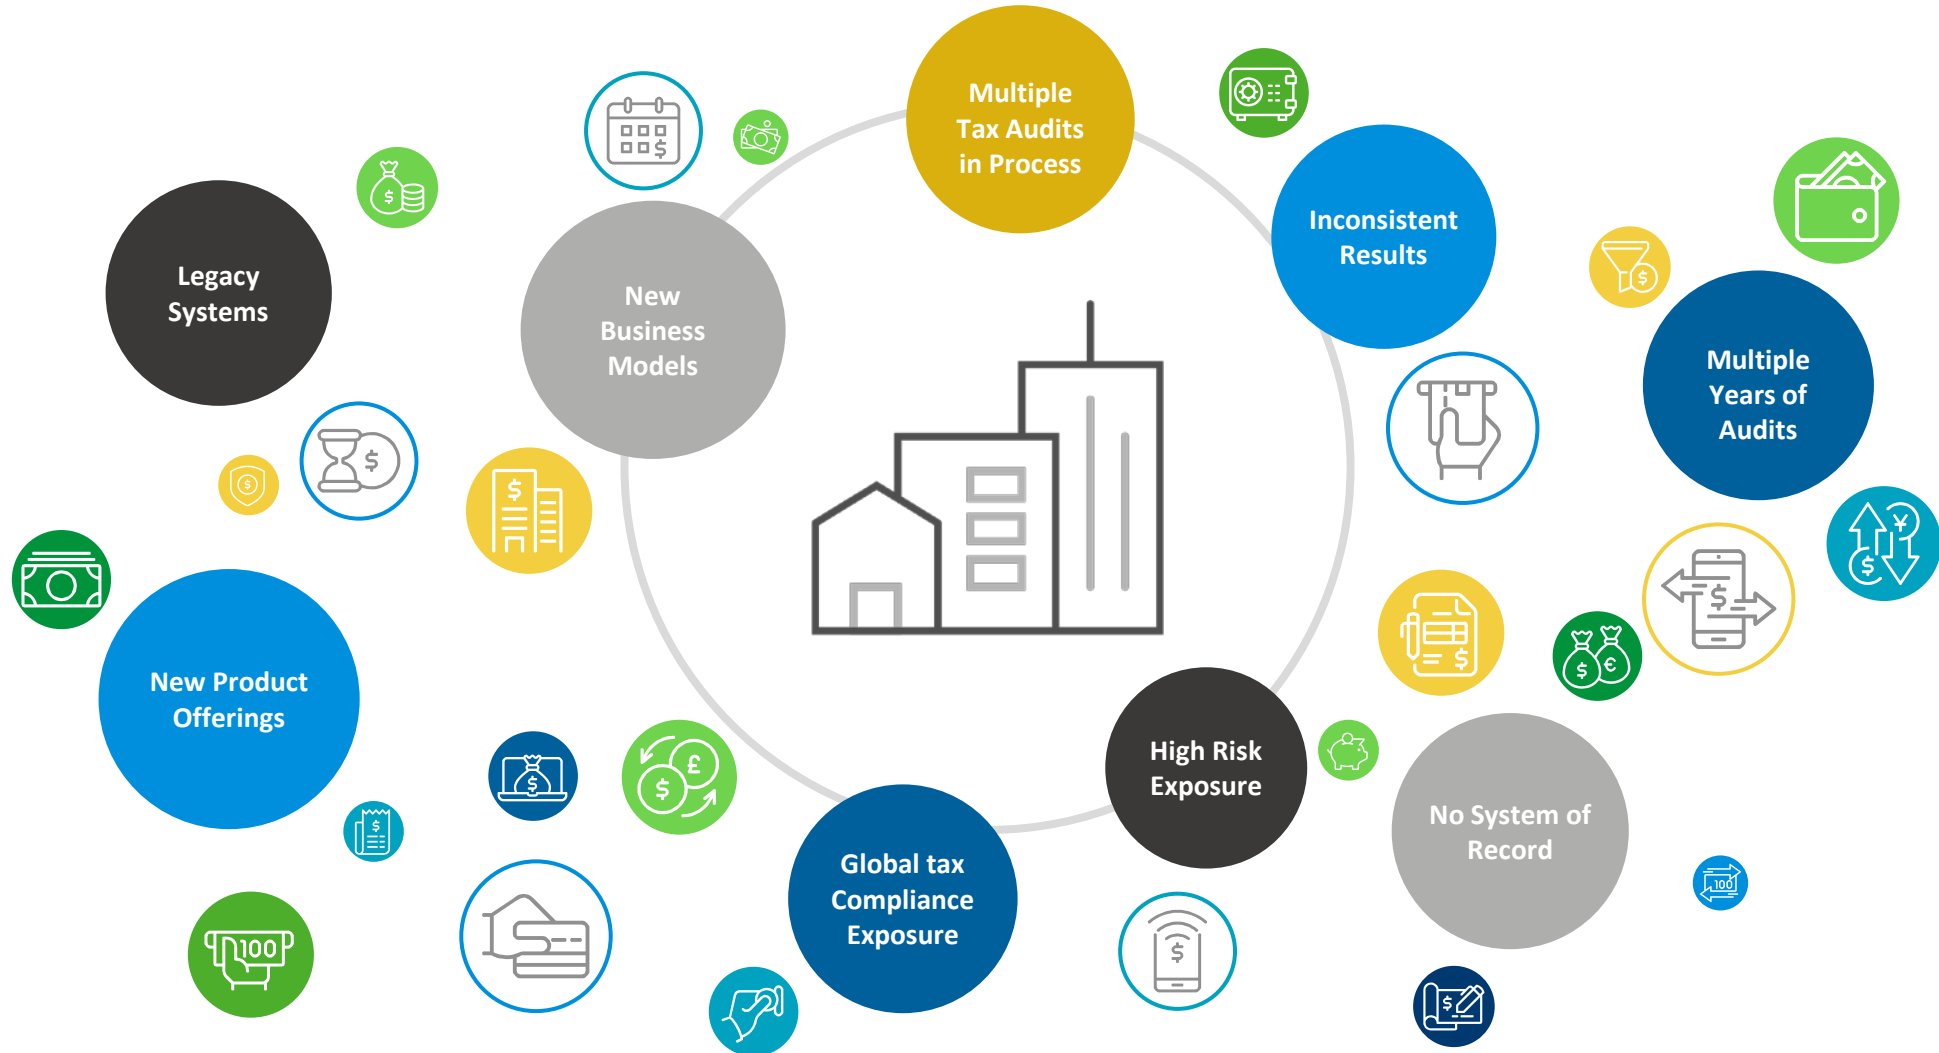 Multiple
Tax Audits
in Process
Inconsistent
Results
Legacy
Systems
New
Business
Models
Multiple
Years of
Audits
New Product
Offerings
High Risk
Exposure
No System of
Record
Global tax
Compliance
Exposure
$
$
$
$
$
$
$
¥
$
$
$
$
€
$
£
$
$
100
100
$
$